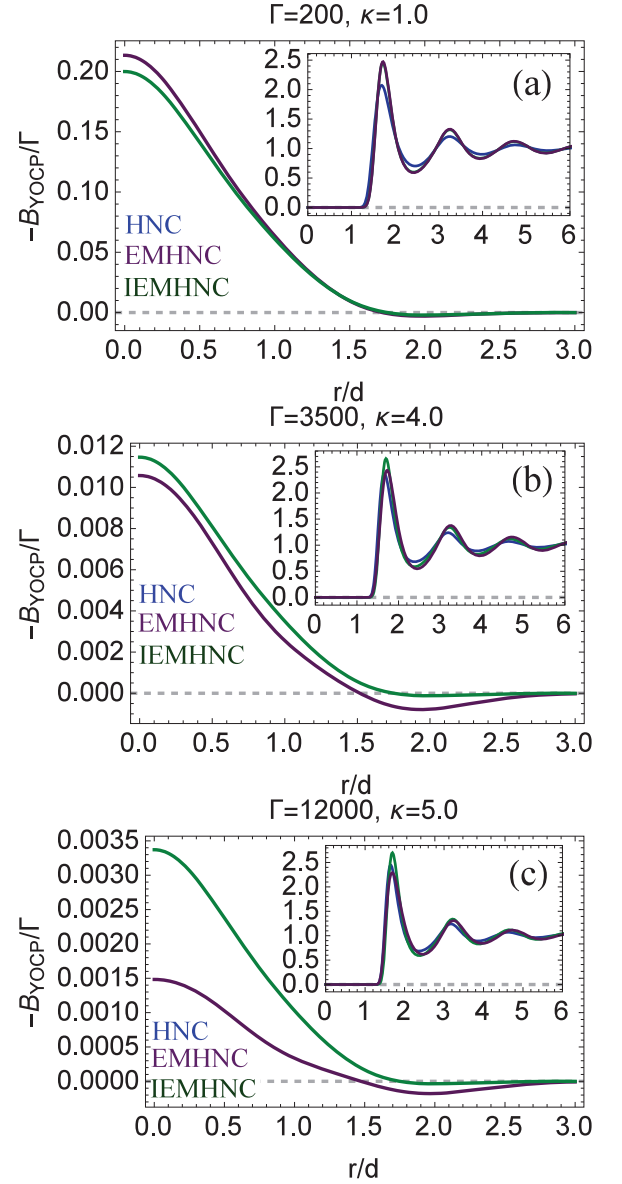 Γ=200, κ=1.0
-B_YOCP/Γ
0.20
0.15
0.10
0.05
0.00
HNC
EMHNC
IEMHNC
(a)
2.5
2.0
1.5
1.0
0.5
0.0
0 1 2 3 4 5 6
0.0 0.5 1.0 1.5 2.0 2.5 3.0
r/d
Γ=3500, κ=4.0
-B_YOCP/Γ
0.012
0.010
0.008
0.006
0.004
0.002
0.000
HNC
EMHNC
IEMHNC
(b)
2.5
2.0
1.5
1.0
0.5
0.0
0 1 2 3 4 5 6
0.0 0.5 1.0 1.5 2.0 2.5 3.0
r/d
Γ=12000, κ=5.0
-B_YOCP/Γ
0.0035
0.0030
0.0025
0.0020
0.0015
0.0010
0.0005
0.0000
HNC
EMHNC
IEMHNC
(c)
2.5
2.0
1.5
1.0
0.5
0.0
0 1 2 3 4 5 6
0.0 0.5 1.0 1.5 2.0 2.5 3.0
r/d